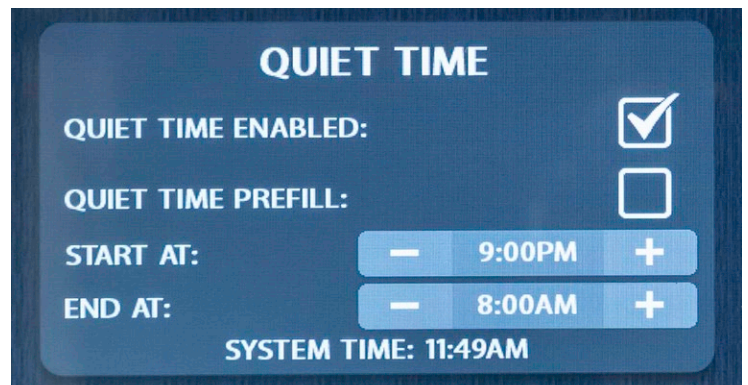 QUIET TIME
QUIET TIME ENABLED:
QUIET TIME PREFILL:
START AT: − 9:00PM +
END AT: − 8:00AM +
SYSTEM TIME: 11:49AM